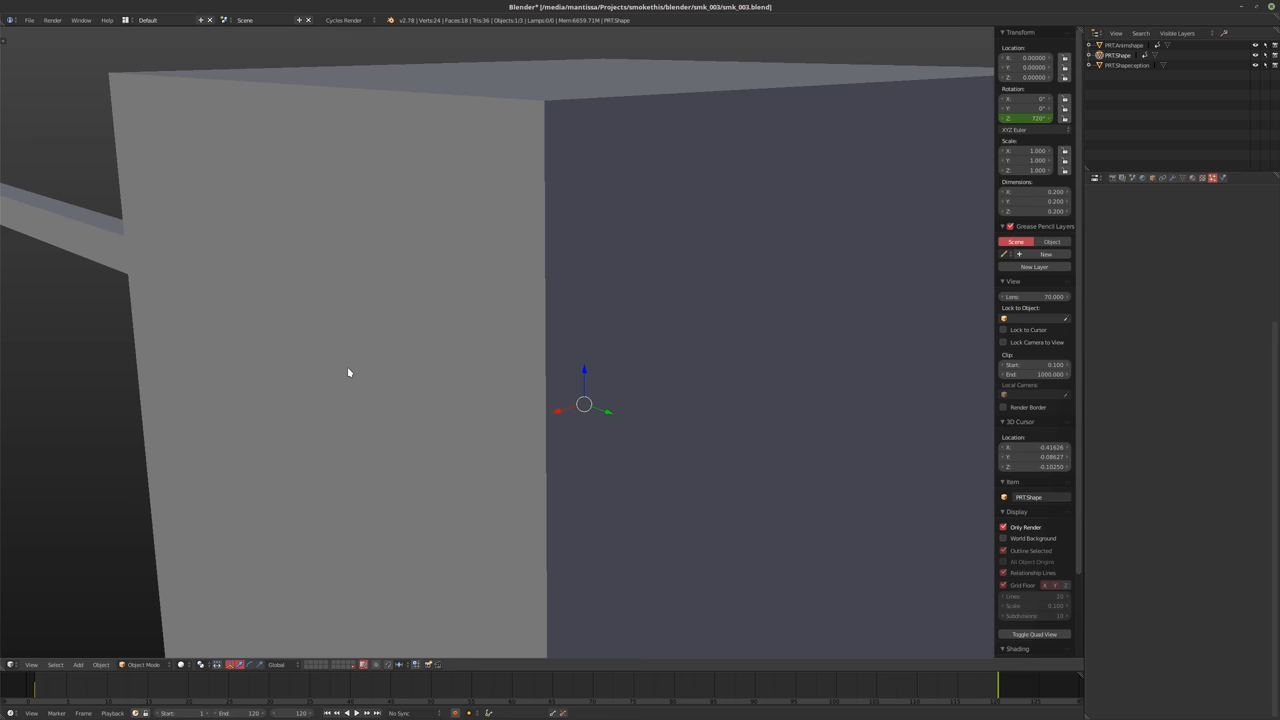 Blender* [/media/mantissa/Projects/smokethis/blender/smk_003/smk_003.blend]
File Render Window Help Default Scene Cycles Render v2.78 | Verts:24 | Faces:18 | Tris:36 | Objects:1/3 | Lamps:0/0 | Mem:6659.71M | PRT.Shape
Transform
Location:
X: 0.00000
Y: 0.00000
Z: 0.00000
Rotation:
X: 0°
Y: 0°
Z: 720°
XYZ Euler
Scale:
X: 1.000
Y: 1.000
Z: 1.000
Dimensions:
X: 0.200
Y: 0.200
Z: 0.200
Grease Pencil Layers
Scene Object
New
New Layer
View
Lens: 70.000
Lock to Object:
Lock to Cursor
Lock Camera to View
Clip:
Start: 0.100
End: 1000.000
Local Camera:
Render Border
3D Cursor
Location:
X: -0.41626
Y: -0.08627
Z: -0.10250
Item
PRT.Shape
Display
Only Render
World Background
Outline Selected
All Object Origins
Relationship Lines
Grid Floor X Y Z
Lines: 20
Scale: 0.100
Subdivisions: 10
Toggle Quad View
Shading
View Search Visible Layers
PRT.Animshape
PRT.Shape
PRT.Shapeception
View Select Add Object Object Mode Global
View Marker Frame Playback Start: 1 End: 120 120 No Sync